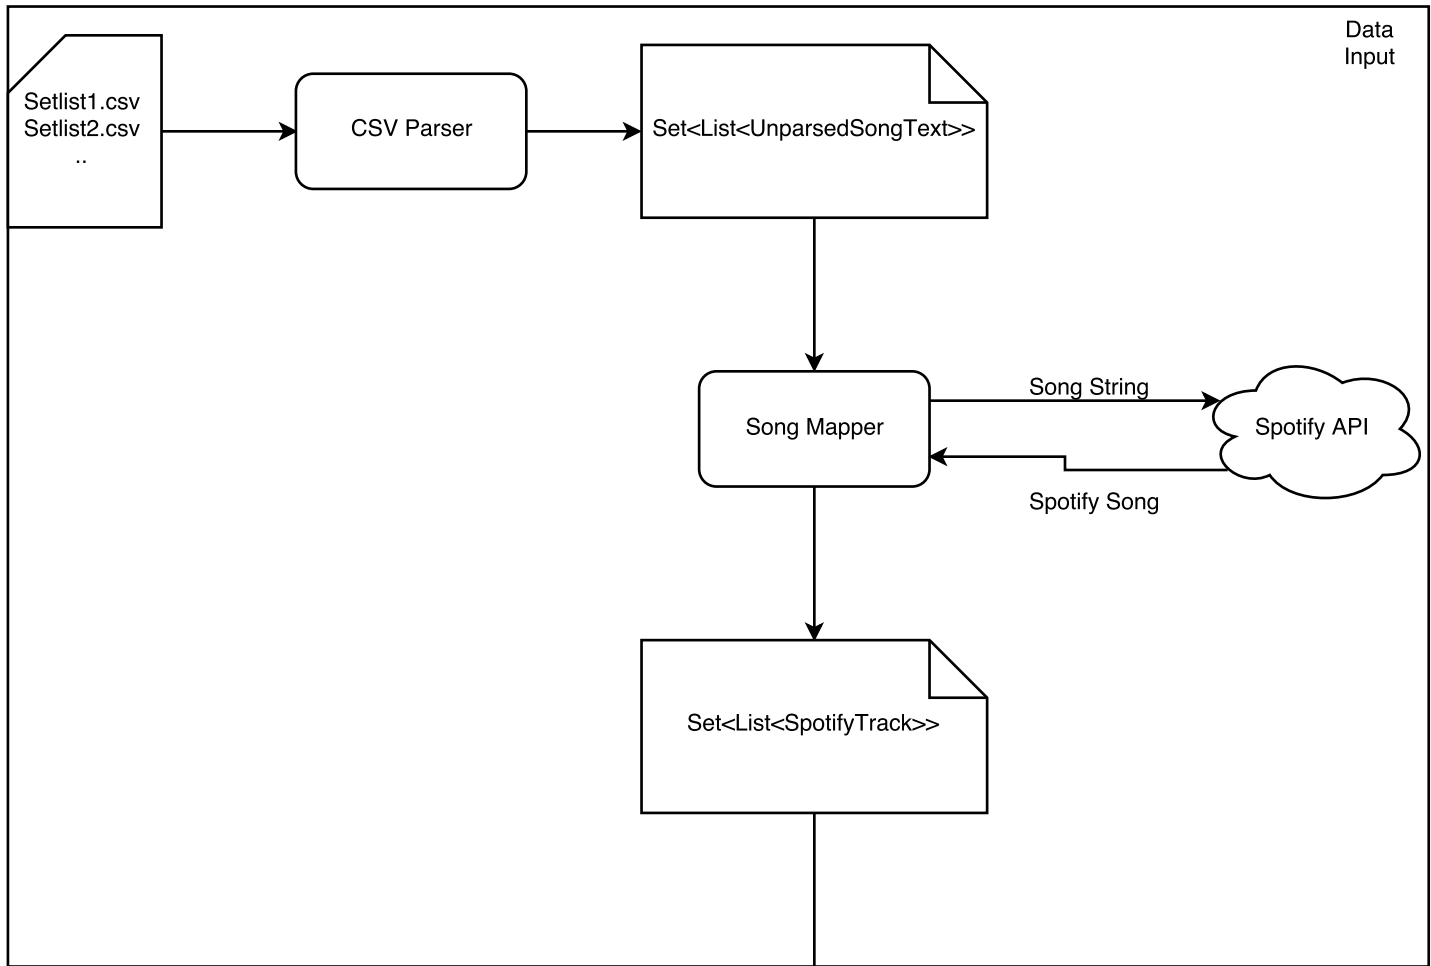 Data
Input
Setlist1.csv
Setlist2.csv
..
CSV Parser
Set<List<UnparsedSongText>>
Song String
Song Mapper
Spotify API
Spotify Song
Set<List<SpotifyTrack>>